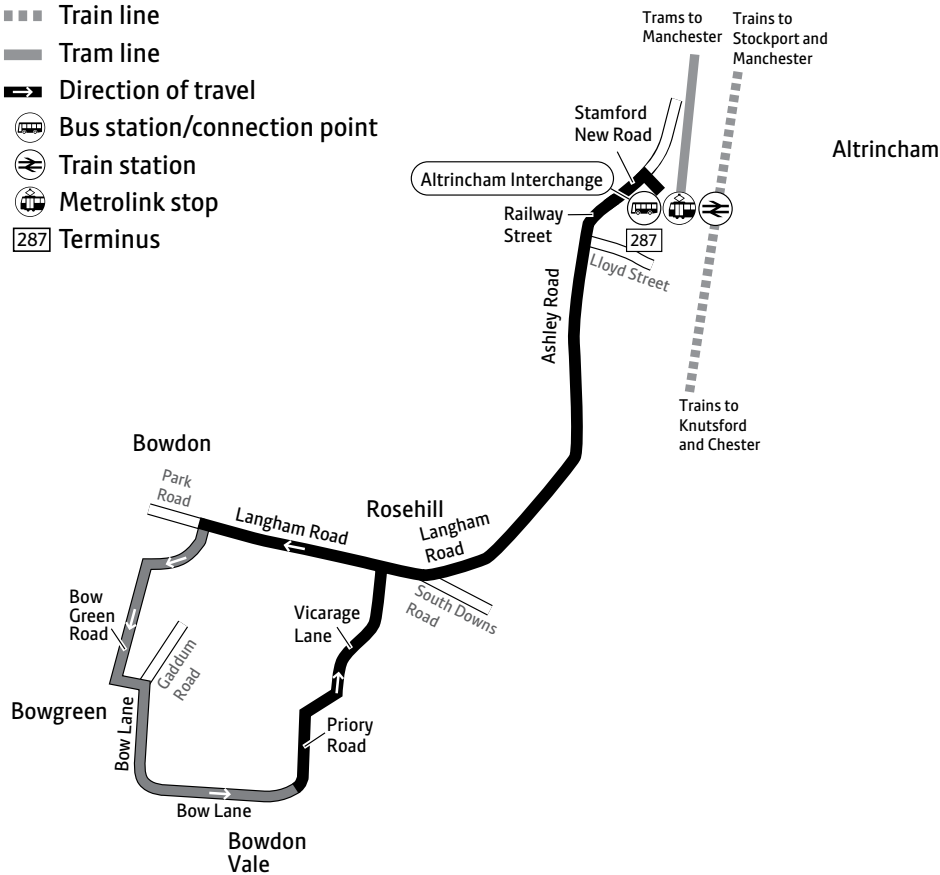 Train line
Tram line
Direction of travel
Bus station/connection point
Train station
Metrolink stop
287 Terminus
Trams to
Manchester
Trains to
Stockport and
Manchester
Stamford
New Road
Altrincham
Altrincham Interchange
Railway
Street
287
Lloyd Street
Ashley Road
Trains to
Knutsford
and Chester
Bowdon
Park
Road
Langham Road
Rosehill
Langham
Road
South Downs
Road
Bow
Green
Road
Vicarage
Lane
Gaddum
Road
Bowgreen
Bow Lane
Priory
Road
Bow Lane
Bowdon
Vale